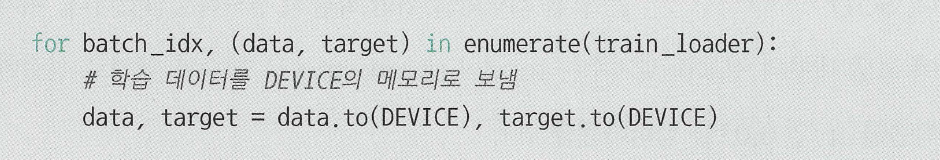 for batch_idx, (data, target) in enumerate(train_loader):
    # 학습 데이터를 DEVICE의 메모리로 보냄
    data, target = data.to(DEVICE), target.to(DEVICE)